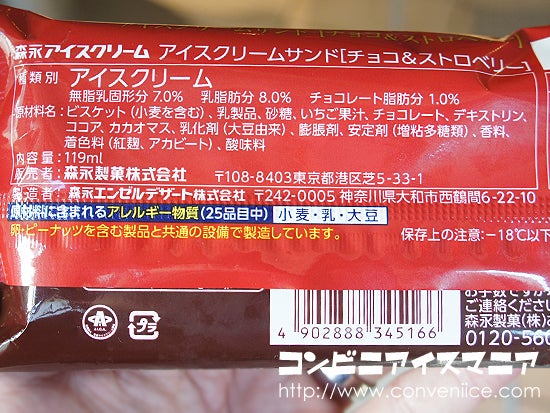 森永アイスクリーム アイスクリームサンド[チョコ&ストロベリー]
種類別 アイスクリーム
無脂乳固形分 7.0% 乳脂肪分 8.0% チョコレート脂肪分 1.0%
原材料名：ビスケット(小麦を含む)、乳製品、砂糖、いちご果汁、チョコレート、デキストリン、
ココア、カカオマス、乳化剤(大豆由来)、膨脹剤、安定剤(増粘多糖類)、香料、
着色料(紅麹、アカビート)、酸味料
内容量：119ml
販売者：森永製菓株式会社 〒108-8403東京都港区芝5-33-1
製造者：森永エンゼルデザート株式会社 〒242-0005 神奈川県大和市西鶴間6-22-10
原材料に含まれるアレルギー物質(25品目中) 小麦・乳・大豆
卵・ピーナッツを含む製品と共通の設備で製造しています。
保存上の注意：-18℃以下
お手数ですが
ご連絡ください
森永製菓(株)お
0120-560
プラ
4 902888 345166
コンビニアイスマニア
http://www.conveniice.com/